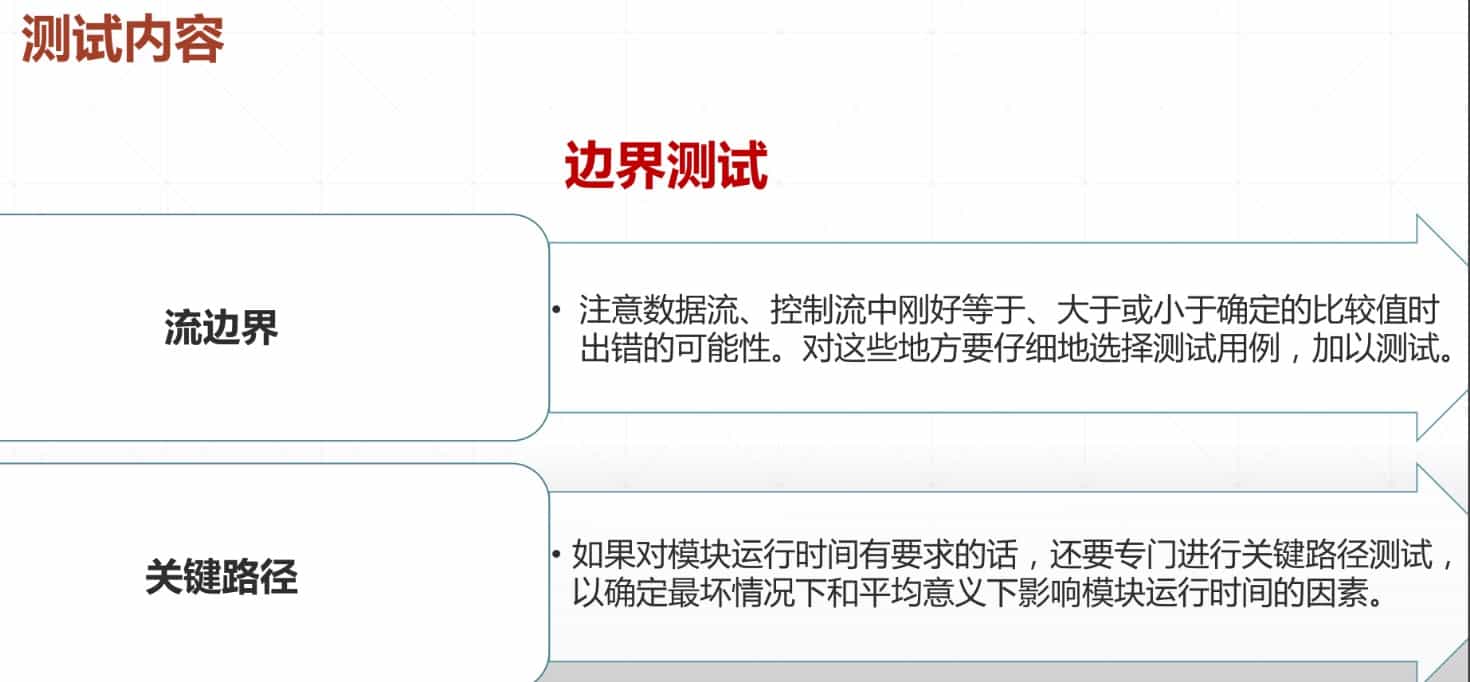 测试内容
边界测试
流边界
• 注意数据流、控制流中刚好等于、大于或小于确定的比较值时
出错的可能性。对这些地方要仔细地选择测试用例，加以测试。
关键路径
• 如果对模块运行时间有要求的话，还要专门进行关键路径测试，
以确定最坏情况下和平均意义下影响模块运行时间的因素。